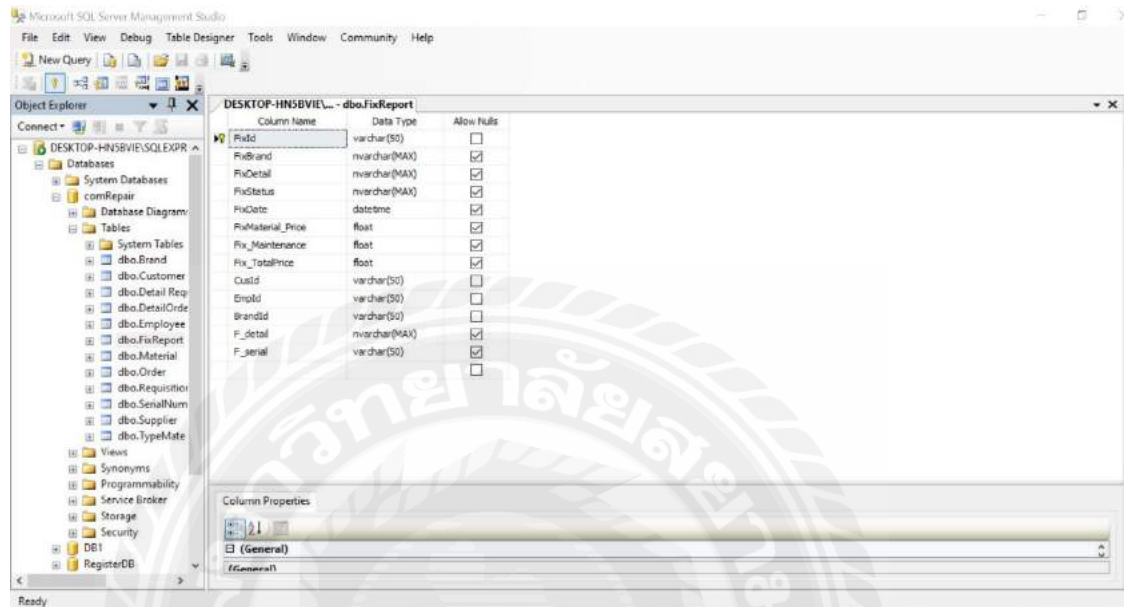 Microsoft SQL Server Management Studio
File Edit View Debug Table Designer Tools Window Community Help
New Query
Object Explorer
Connect
DESKTOP-HN5BVIE\SQLEXPR
Databases
System Databases
comRepair
Database Diagram
Tables
System Tables
dbo.Brand
dbo.Customer
dbo.Detail Req
dbo.DetailOrde
dbo.Employee
dbo.FixReport
dbo.Material
dbo.Order
dbo.Requisition
dbo.SerialNum
dbo.Supplier
dbo.TypeMate
Views
Synonyms
Programmability
Service Broker
Storage
Security
DB1
RegisterDB
DESKTOP-HN5BVIE\... - dbo.FixReport
Column Name Data Type Allow Nulls
FixId varchar(50)
FixBrand nvarchar(MAX)
FixDetail nvarchar(MAX)
FixStatus nvarchar(MAX)
FixDate datetime
FixMaterial_Price float
Fix_Maintenance float
Fix_TotalPrice float
CusId varchar(50)
EmpId varchar(50)
BrandId varchar(50)
F_detail nvarchar(MAX)
F_serial varchar(50)
Column Properties
(General)
(General)
Ready